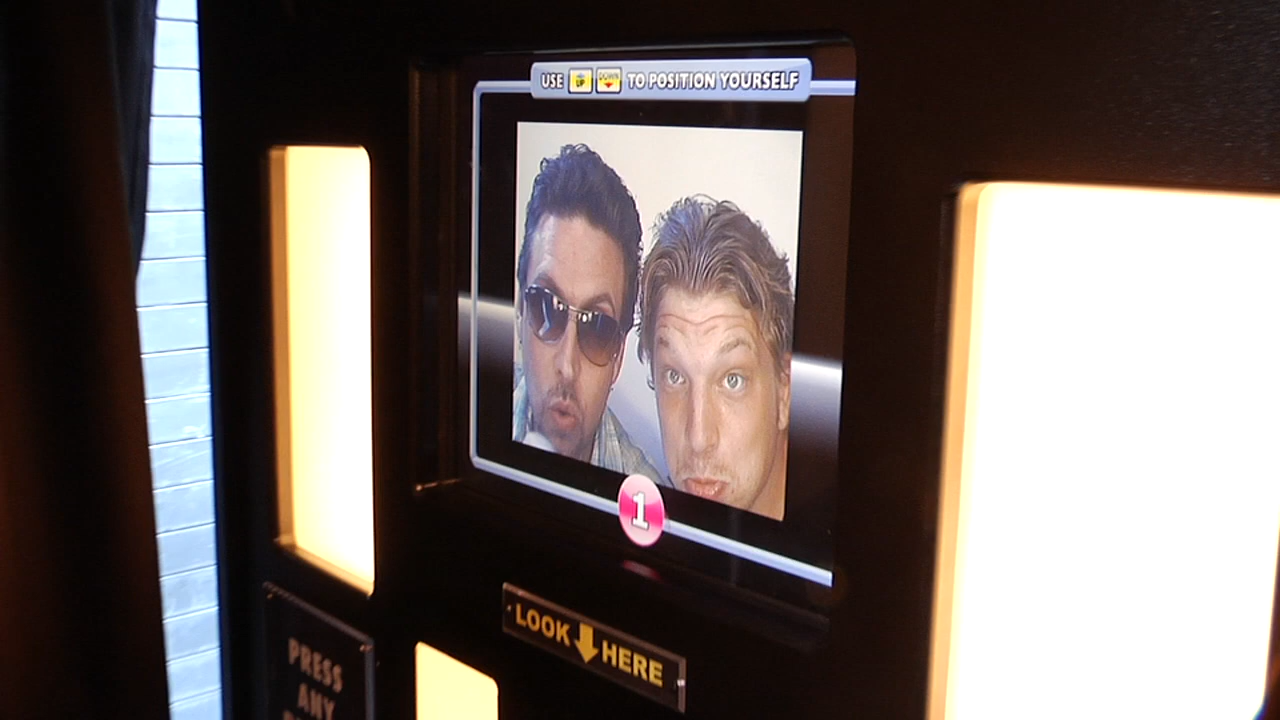 USE UP DOWN TO POSITION YOURSELF
1
LOOK HERE
PRESS
ANY